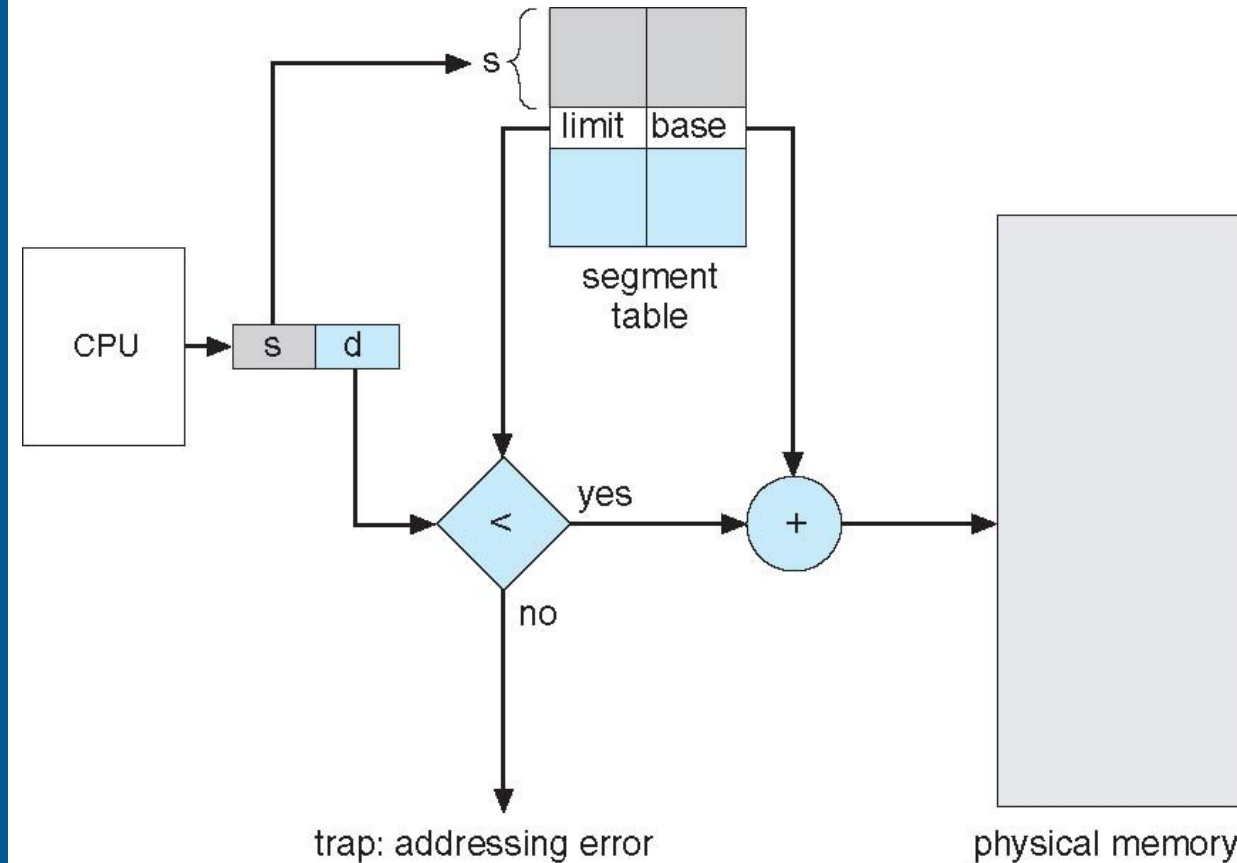 s
limit base
segment
table
CPU
s d
<
yes
+
no
trap: addressing error
physical memory